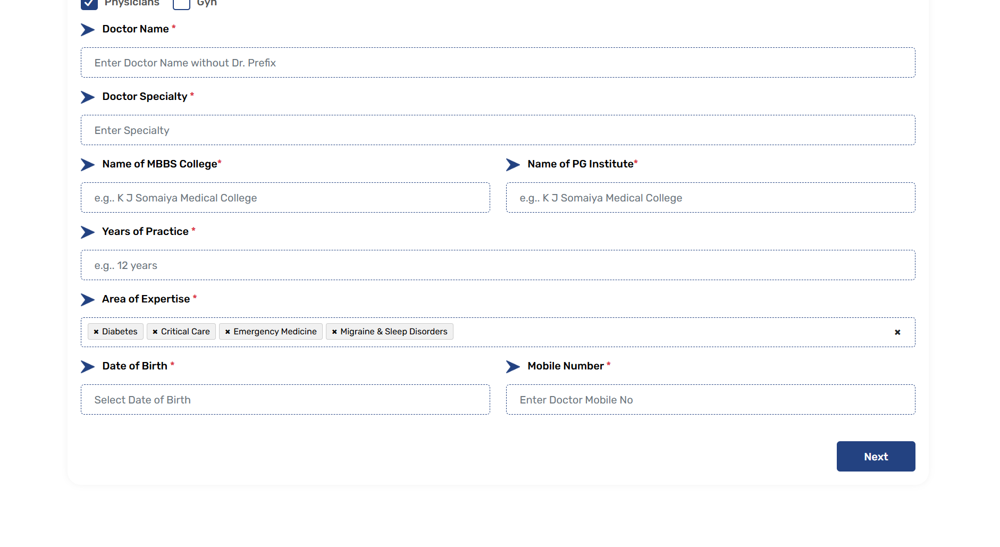 Physicians Gyn
Doctor Name *
Enter Doctor Name without Dr. Prefix
Doctor Specialty *
Enter Specialty
Name of MBBS College* Name of PG Institute*
e.g.. K J Somaiya Medical College e.g.. K J Somaiya Medical College
Years of Practice *
e.g.. 12 years
Area of Expertise *
× Diabetes × Critical Care × Emergency Medicine × Migraine & Sleep Disorders ×
Date of Birth * Mobile Number *
Select Date of Birth Enter Doctor Mobile No
Next